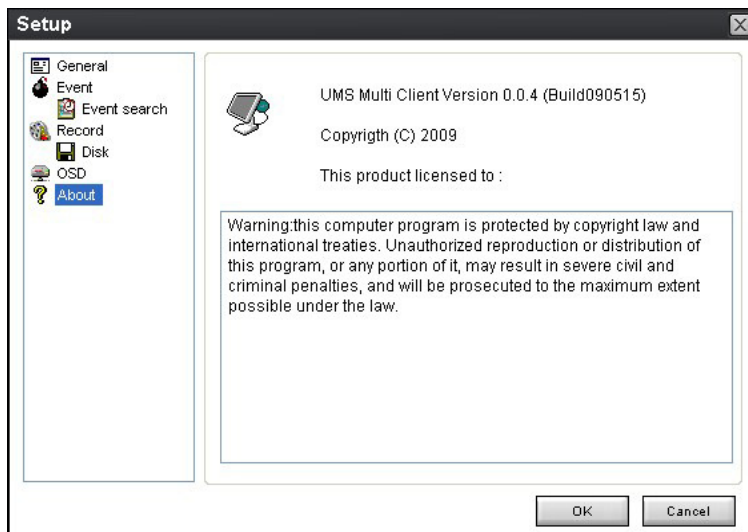 Setup
General
Event
Event search
Record
Disk
OSD
About
UMS Multi Client Version 0.0.4 (Build090515)
Copyrigth (C) 2009
This product licensed to :
Warning:this computer program is protected by copyright law and
international treaties. Unauthorized reproduction or distribution of
this program, or any portion of it, may result in severe civil and
criminal penalties, and will be prosecuted to the maximum extent
possible under the law.
OK
Cancel